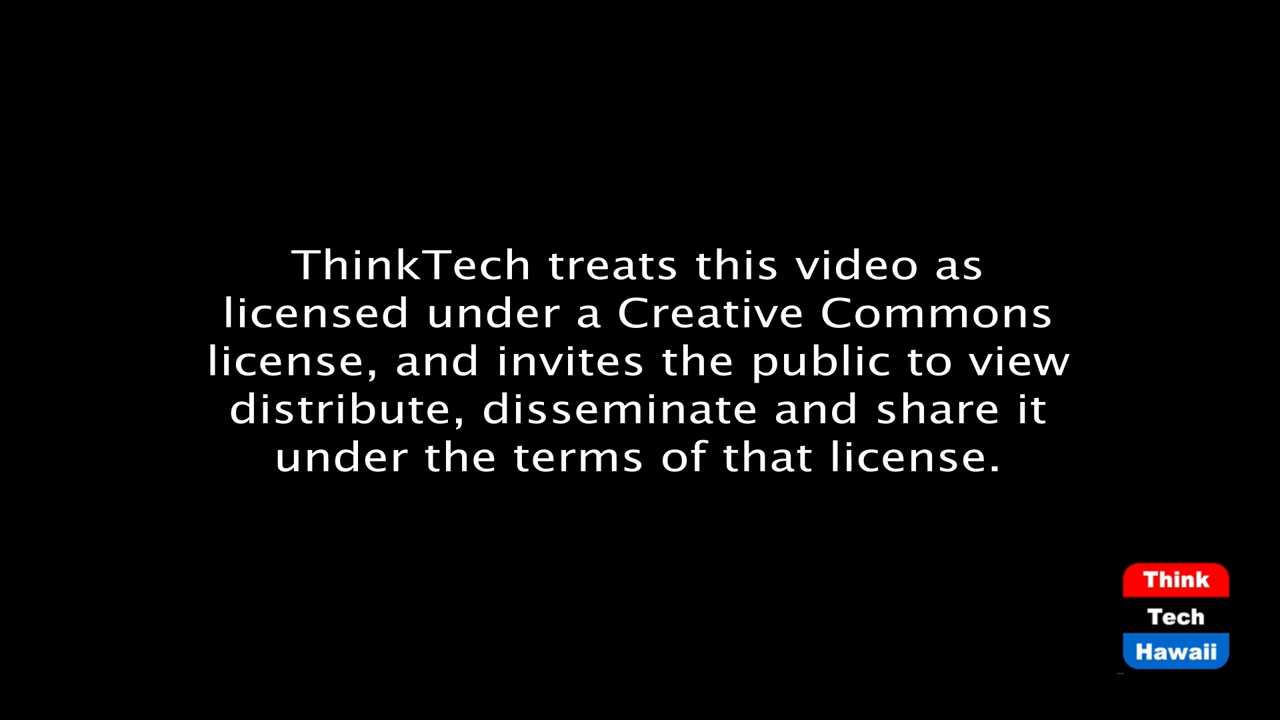 ThinkTech treats this video as
licensed under a Creative Commons
license, and invites the public to view
distribute, disseminate and share it
under the terms of that license.
Think
Tech
Hawaii